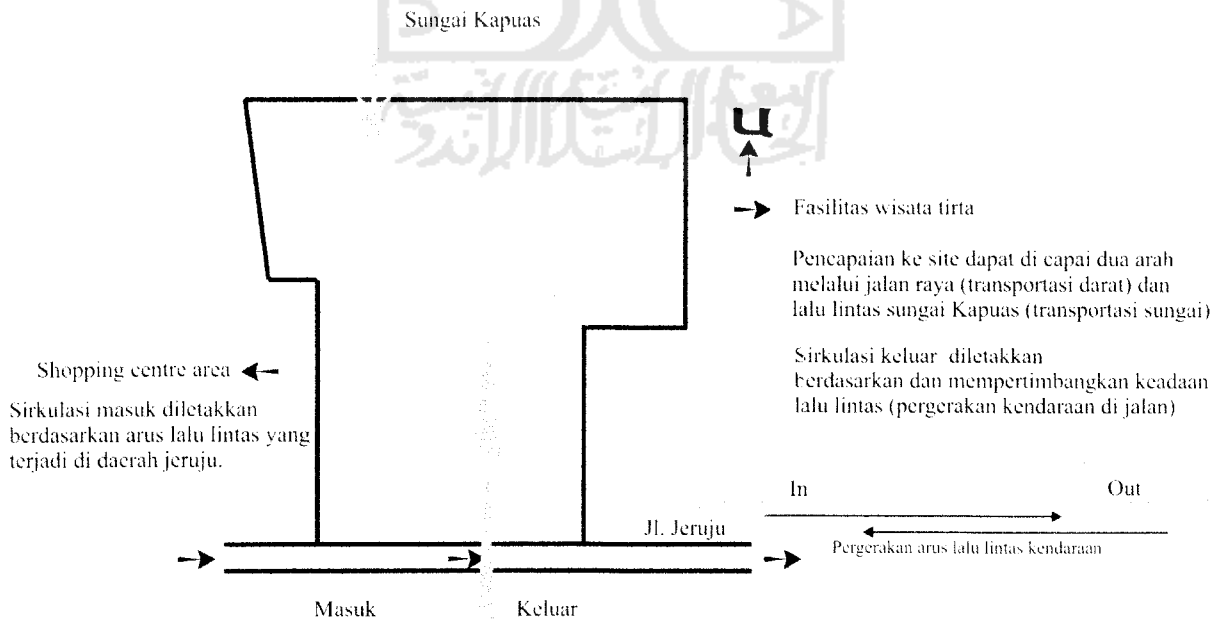 Sungai Kapuas
u
Fasilitas wisata tirta
Pencapaian ke site dapat di capai dua arah
melalui jalan raya (transportasi darat) dan
lalu lintas sungai Kapuas (transportasi sungai)
Shopping centre area
Sirkulasi masuk diletakkan
berdasarkan arus lalu lintas yang
terjadi di daerah jeruju.
Sirkulasi keluar diletakkan
berdasarkan dan mempertimbangkan keadaan
lalu lintas (pergerakan kendaraan di jalan)
In
Out
Jl. Jeruju
Pergerakan arus lalu lintas kendaraan
Masuk
Keluar